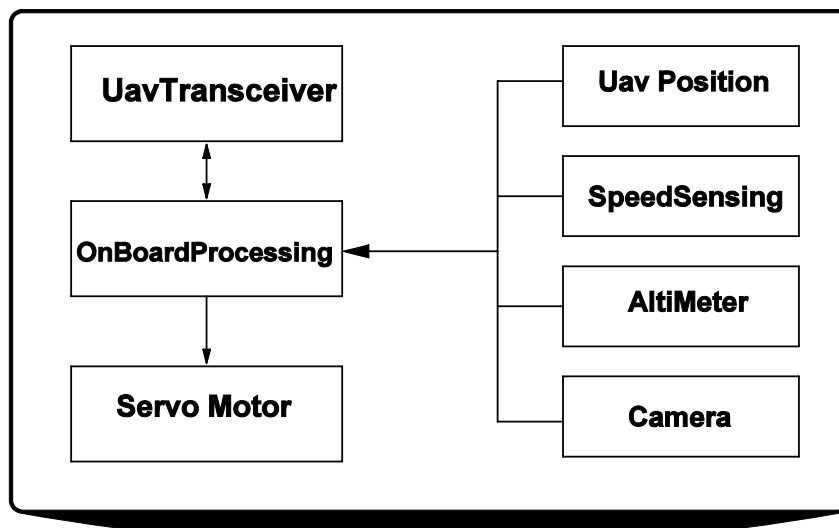 UavTransceiver
OnBoardProcessing
Servo Motor
Uav Position
SpeedSensing
AltiMeter
Camera